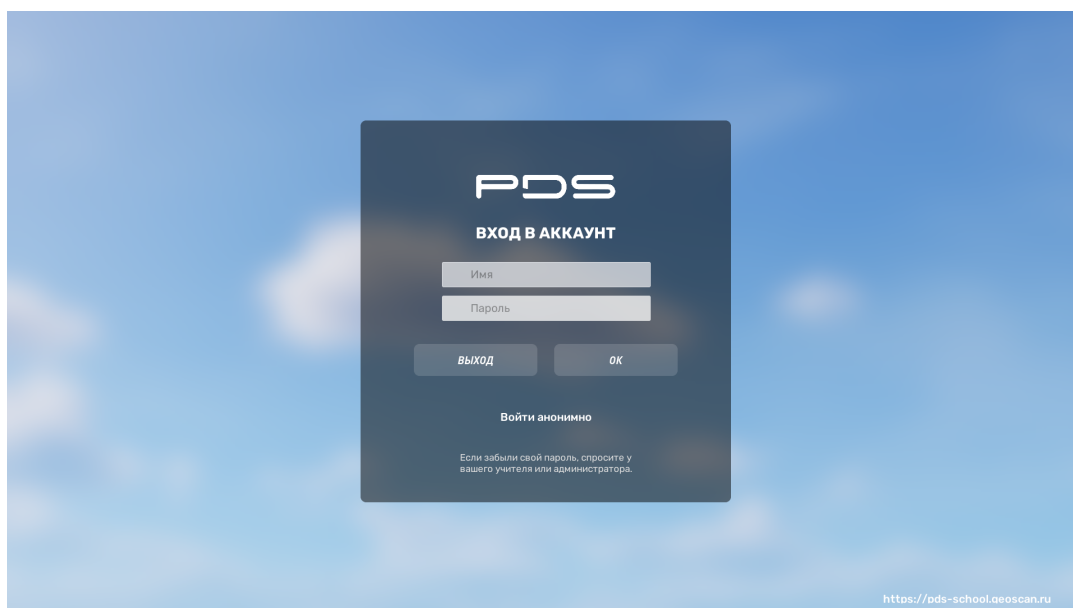 PDS
ВХОД В АККАУНТ
Имя
Пароль
ВЫХОД
ОК
Войти анонимно
Если забыли свой пароль, спросите у
вашего учителя или администратора.
https://pds-school.geoscan.ru